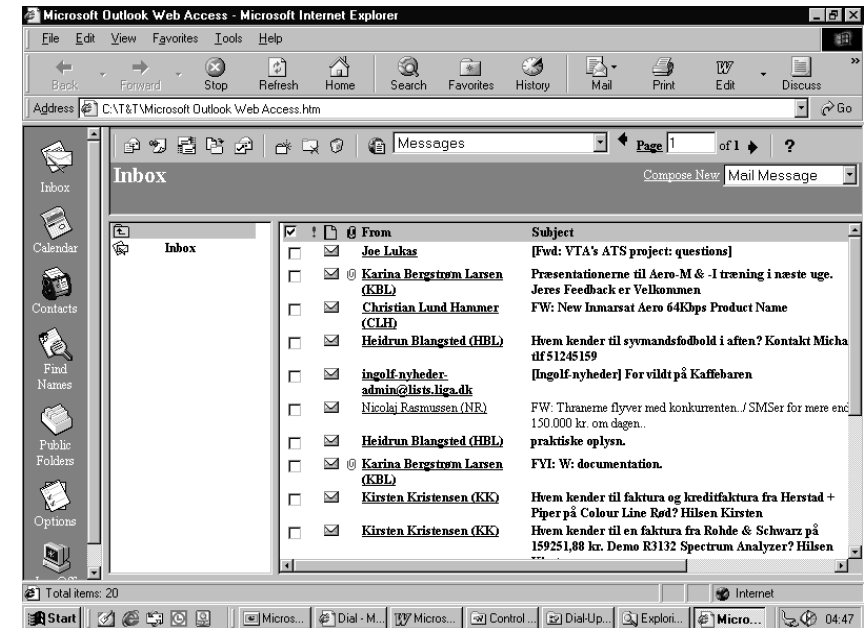 Microsoft Outlook Web Access - Microsoft Internet Explorer
File Edit View Favorites Tools Help
Back Forward Stop Refresh Home Search Favorites History Mail Print Edit Discuss »
Address C:\T&T\Microsoft Outlook Web Access.htm Go
Messages Page 1 of 1 ?
Inbox Compose New Mail Message
Inbox
Calendar
Contacts
Find
Names
Public
Folders
Options
Inbox
! From Subject
Joe Lukas [Fwd: VTA's ATS project: questions]
Karina Bergstrøm Larsen Præsentationerne til Aero-M & -I træning i næste uge.
(KBL) Jeres Feedback er Velkommen
Christian Lund Hammer FW: New Inmarsat Aero 64Kbps Product Name
(CLH)
Heidrun Blangsted (HBL) Hvem kender til syvmandsfodbold i aften? Kontakt Micha
tlf 51245159
ingolf-nyheder- [Ingolf-nyheder] For vildt på Kaffebaren
admin@lists.liga.dk
Nicolaj Rasmussen (NR) FW: Thranerne flyver med konkurrenten../ SMSer for mere end
150.000 kr. om dagen..
Heidrun Blangsted (HBL) praktiske oplysn.
Karina Bergstrøm Larsen FYI: W: documentation.
(KBL)
Kirsten Kristensen (KK) Hvem kender til faktura og kreditfaktura fra Herstad +
Piper på Colour Line Rød? Hilsen Kirsten
Kirsten Kristensen (KK) Hvem kender til en faktura fra Rohde & Schwarz på
159251,88 kr. Demo R3132 Spectrum Analyzer? Hilsen
Total items: 20 Internet
Start Micros... Dial - M... Micros... Control ... Dial-Up... Explori... Micro... 04:47